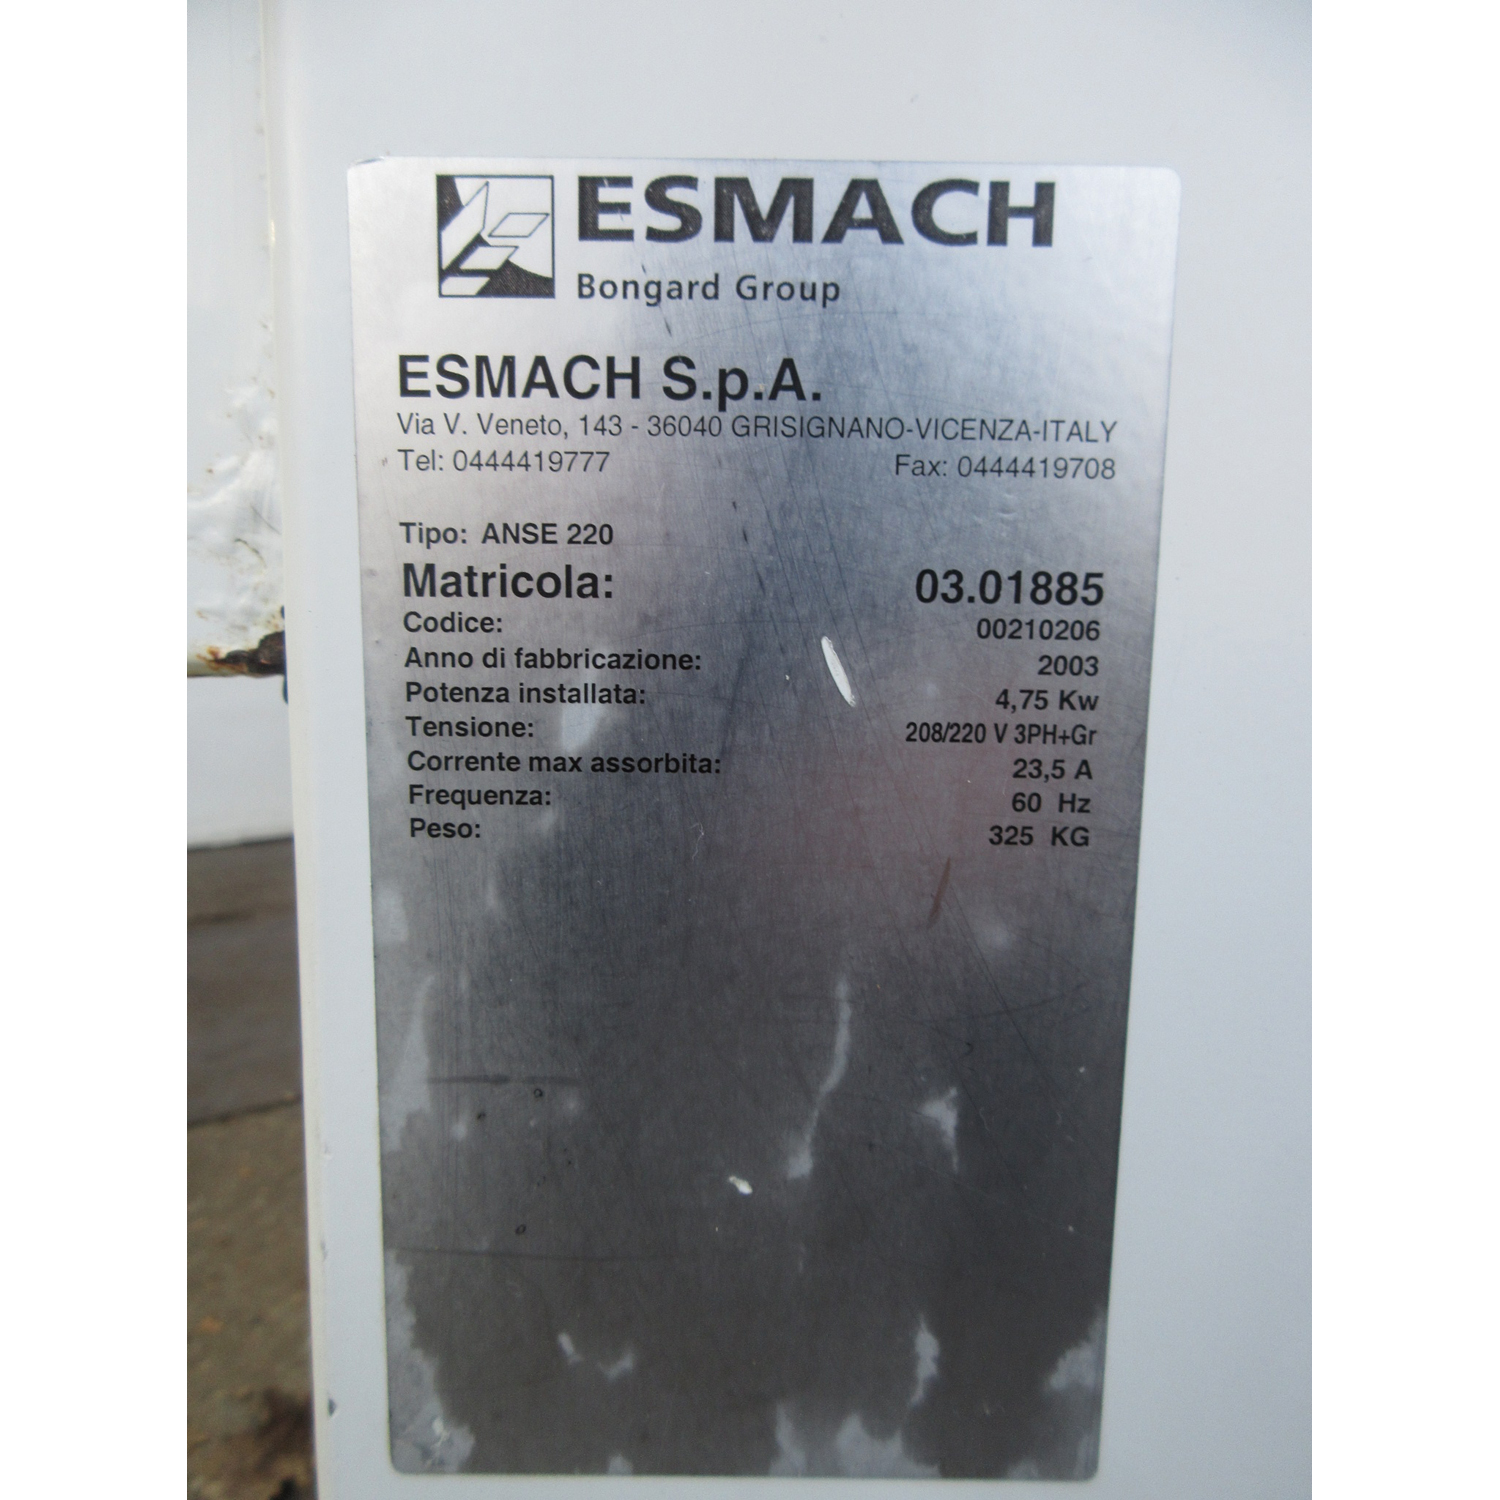 ESMACH
Bongard Group
ESMACH S.p.A.
Via V. Veneto, 143 - 36040 GRISIGNANO-VICENZA-ITALY
Tel: 0444419777 Fax: 0444419708
Tipo: ANSE 220
Matricola: 03.01885
Codice: 00210206
Anno di fabbricazione: 2003
Potenza installata: 4,75 Kw
Tensione: 208/220 V 3PH+Gr
Corrente max assorbita: 23,5 A
Frequenza: 60 Hz
Peso: 325 KG